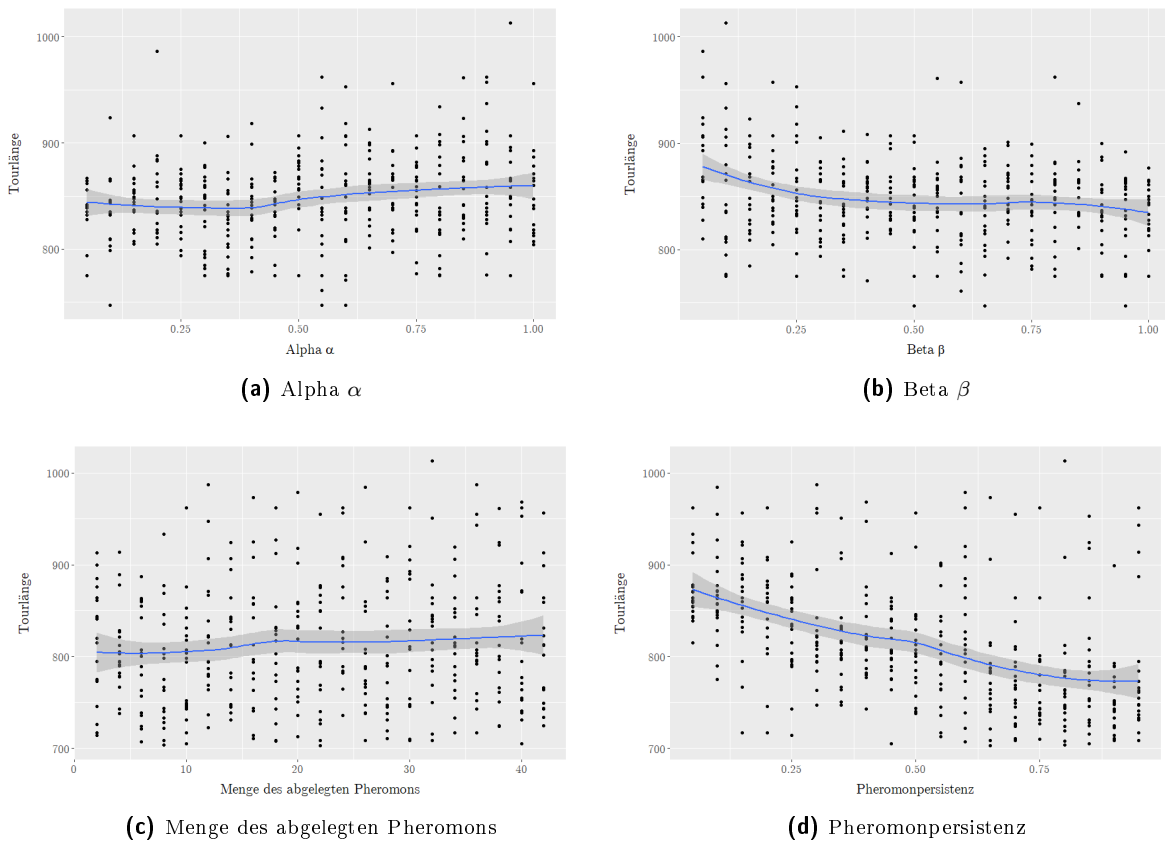 1000
900
800
Tourlänge
0.25
0.50
0.75
1.00
Alpha α
(a) Alpha α
1000
900
800
Tourlänge
0.25
0.50
0.75
1.00
Beta β
(b) Beta β
1000
900
800
700
Tourlänge
0
10
20
30
40
Menge des abgelegten Pheromons
(c) Menge des abgelegten Pheromons
1000
900
800
700
Tourlänge
0.25
0.50
0.75
Pheromonpersistenz
(d) Pheromonpersistenz